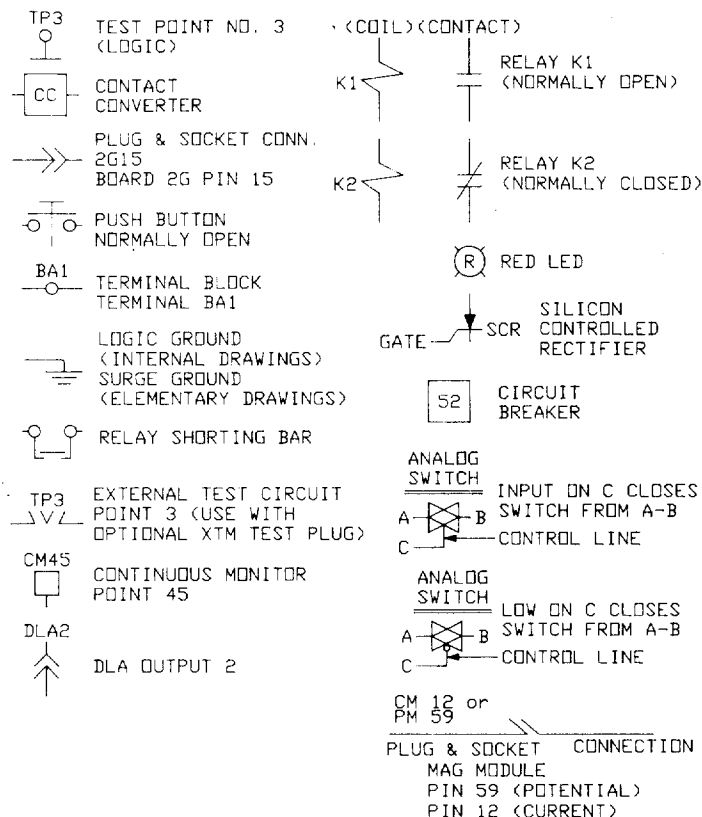 TP3
TEST POINT NO. 3
(LOGIC)
CC
CONTACT
CONVERTER
PLUG & SOCKET CONN.
2G15
BOARD 2G PIN 15
PUSH BUTTON
NORMALLY OPEN
BA1
TERMINAL BLOCK
TERMINAL BA1
LOGIC GROUND
(INTERNAL DRAWINGS)
SURGE GROUND
(ELEMENTARY DRAWINGS)
RELAY SHORTING BAR
TP3
EXTERNAL TEST CIRCUIT
POINT 3 (USE WITH
OPTIONAL XTM TEST PLUG)
CM45
CONTINUOUS MONITOR
POINT 45
DLA2
DLA OUTPUT 2
(COIL)(CONTACT)
K1
RELAY K1
(NORMALLY OPEN)
K2
RELAY K2
(NORMALLY CLOSED)
R
RED LED
GATE
SCR
SILICON
CONTROLLED
RECTIFIER
52
CIRCUIT
BREAKER
ANALOG
SWITCH
INPUT ON C CLOSES
SWITCH FROM A-B
A
B
C
CONTROL LINE
ANALOG
SWITCH
LOW ON C CLOSES
SWITCH FROM A-B
A
B
C
CONTROL LINE
CM 12 or
PM 59
PLUG & SOCKET CONNECTION
MAG MODULE
PIN 59 (POTENTIAL)
PIN 12 (CURRENT)